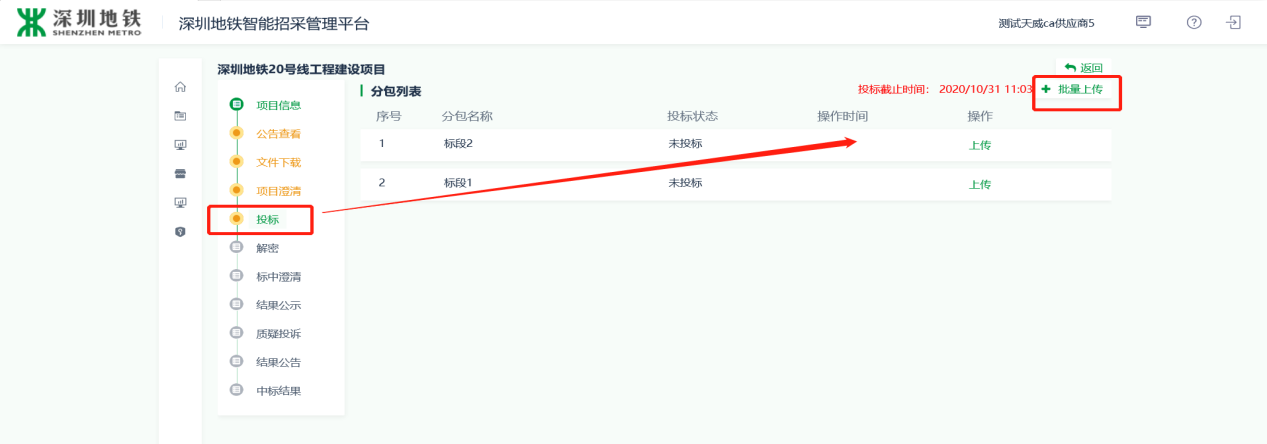 深圳地铁
SHENZHEN METRO
深圳地铁智能招采管理平台
测试天威ca供应商5
深圳地铁20号线工程建设项目
返回
项目信息
公告查看
文件下载
项目澄清
投标
解密
标中澄清
结果公示
质疑投诉
结果公告
中标结果
分包列表
投标截止时间： 2020/10/31 11:03
批量上传
序号 分包名称 投标状态 操作时间 操作
1 标段2 未投标 上传
2 标段1 未投标 上传